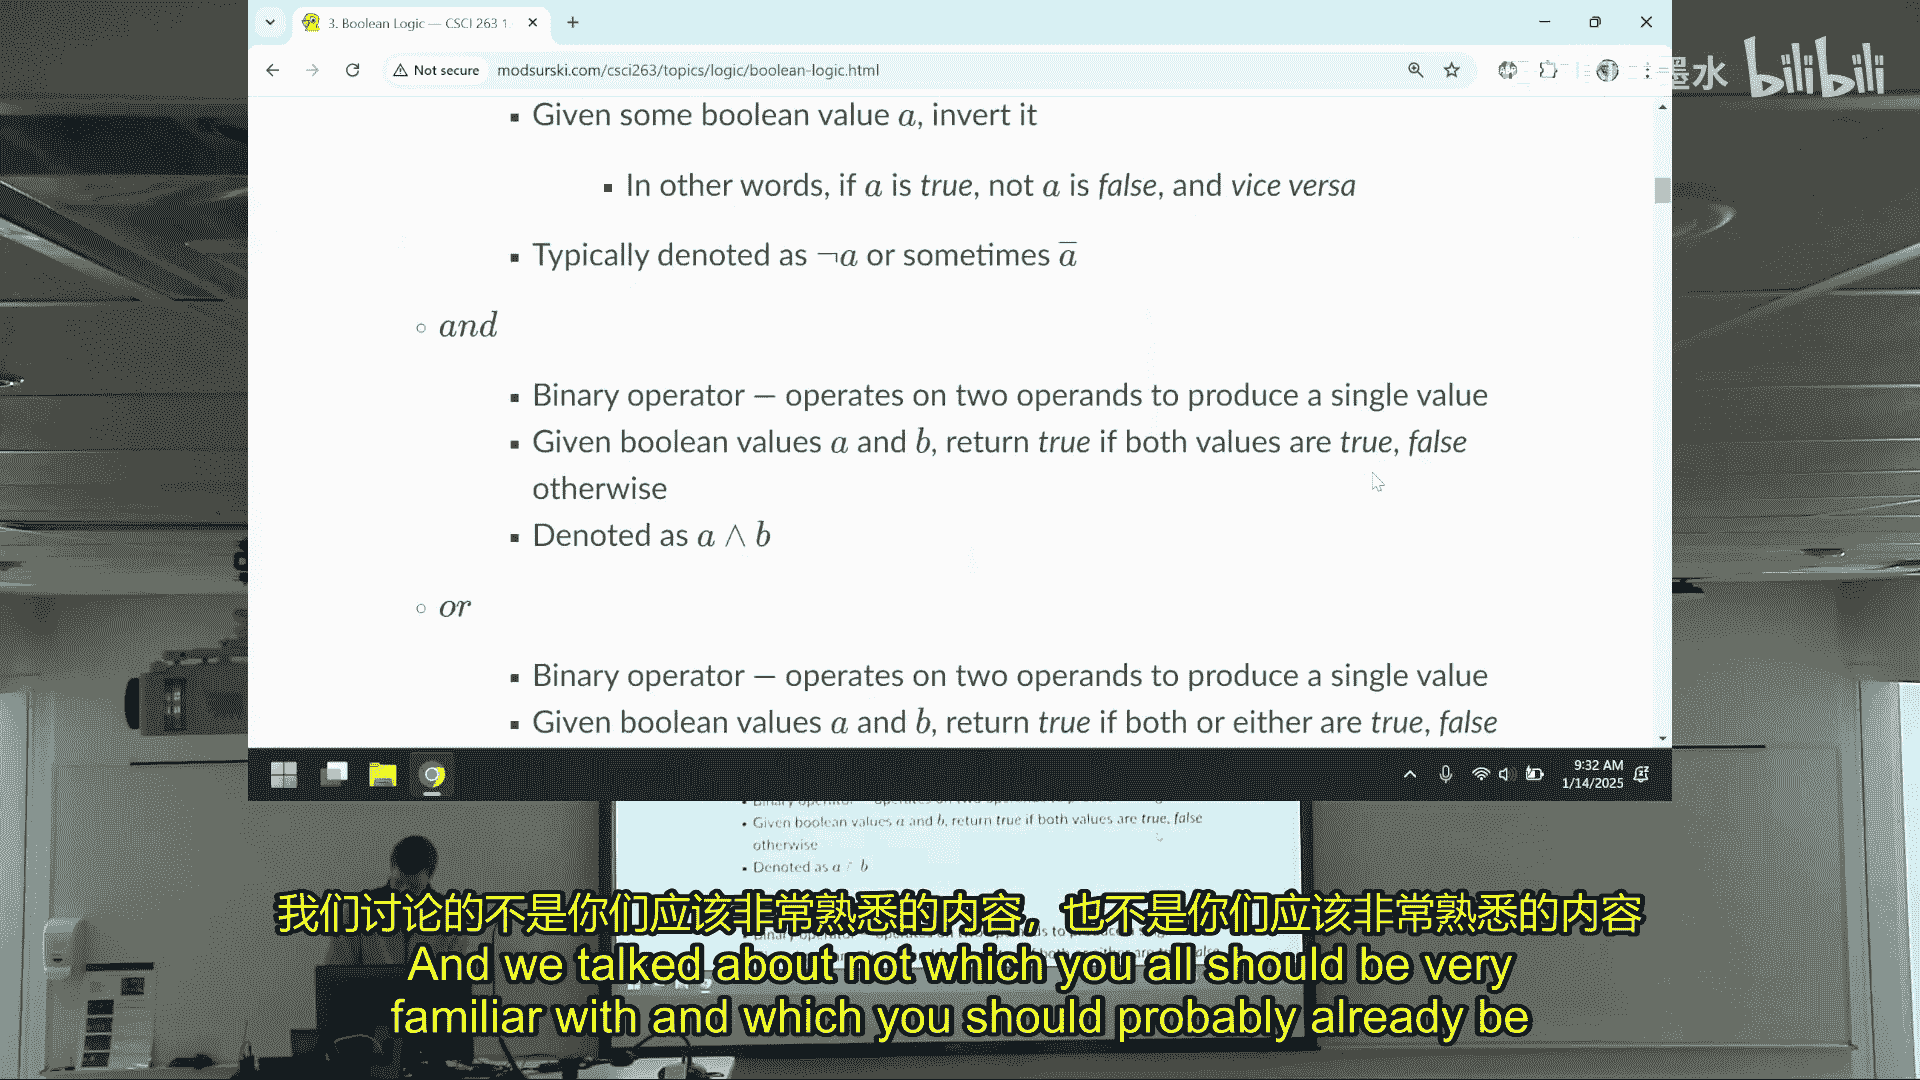 3. Boolean Logic — CSCI 263 1
Not secure
modsurski.com/csci263/topics/logic/boolean-logic.html
墨水 bilibili
Given some boolean value a, invert it
In other words, if a is true, not a is false, and vice versa
Typically denoted as ¬a or sometimes a̅
and
Binary operator — operates on two operands to produce a single value
Given boolean values a and b, return true if both values are true, false
otherwise
Denoted as a ∧ b
or
Binary operator — operates on two operands to produce a single value
Given boolean values a and b, return true if both or either are true, false
9:32 AM
1/14/2025
Given boolean values a and b, return true if both values are true, false
otherwise
Denoted as a ∧ b
我们讨论的不是你们应该非常熟悉的内容，也不是你们应该非常熟悉的内容
And we talked about not which you all should be very
familiar with and which you should probably already be